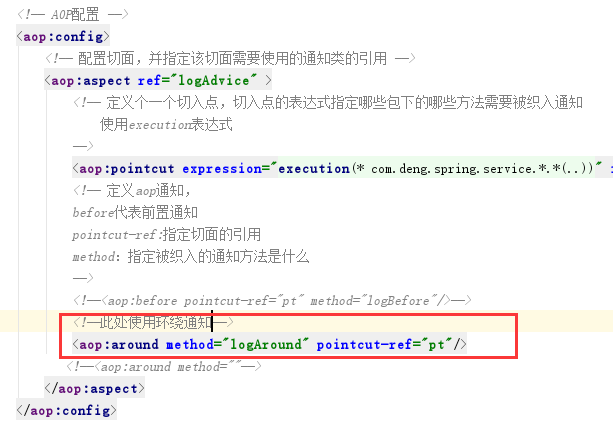 <!-- AOP配置 -->
<aop:config>
<!-- 配置切面，并指定该切面需要使用的通知类的引用 -->
<aop:aspect ref="logAdvice" >
<!-- 定义个一个切入点，切入点的表达式指定哪些包下的哪些方法需要被织入通知
使用execution表达式
-->
<aop:pointcut expression="execution(* com.deng.spring.service.*.*(..))"
<!-- 定义aop通知，
before代表前置通知
pointcut-ref:指定切面的引用
method：指定被织入的通知方法是什么
-->
<!--<aop:before pointcut-ref="pt" method="logBefore"/>-->
<!--此处使用环绕通知-->
<aop:around method="logAround" pointcut-ref="pt"/>
<!--<aop:around method=""-->
</aop:aspect>
</aop:config>